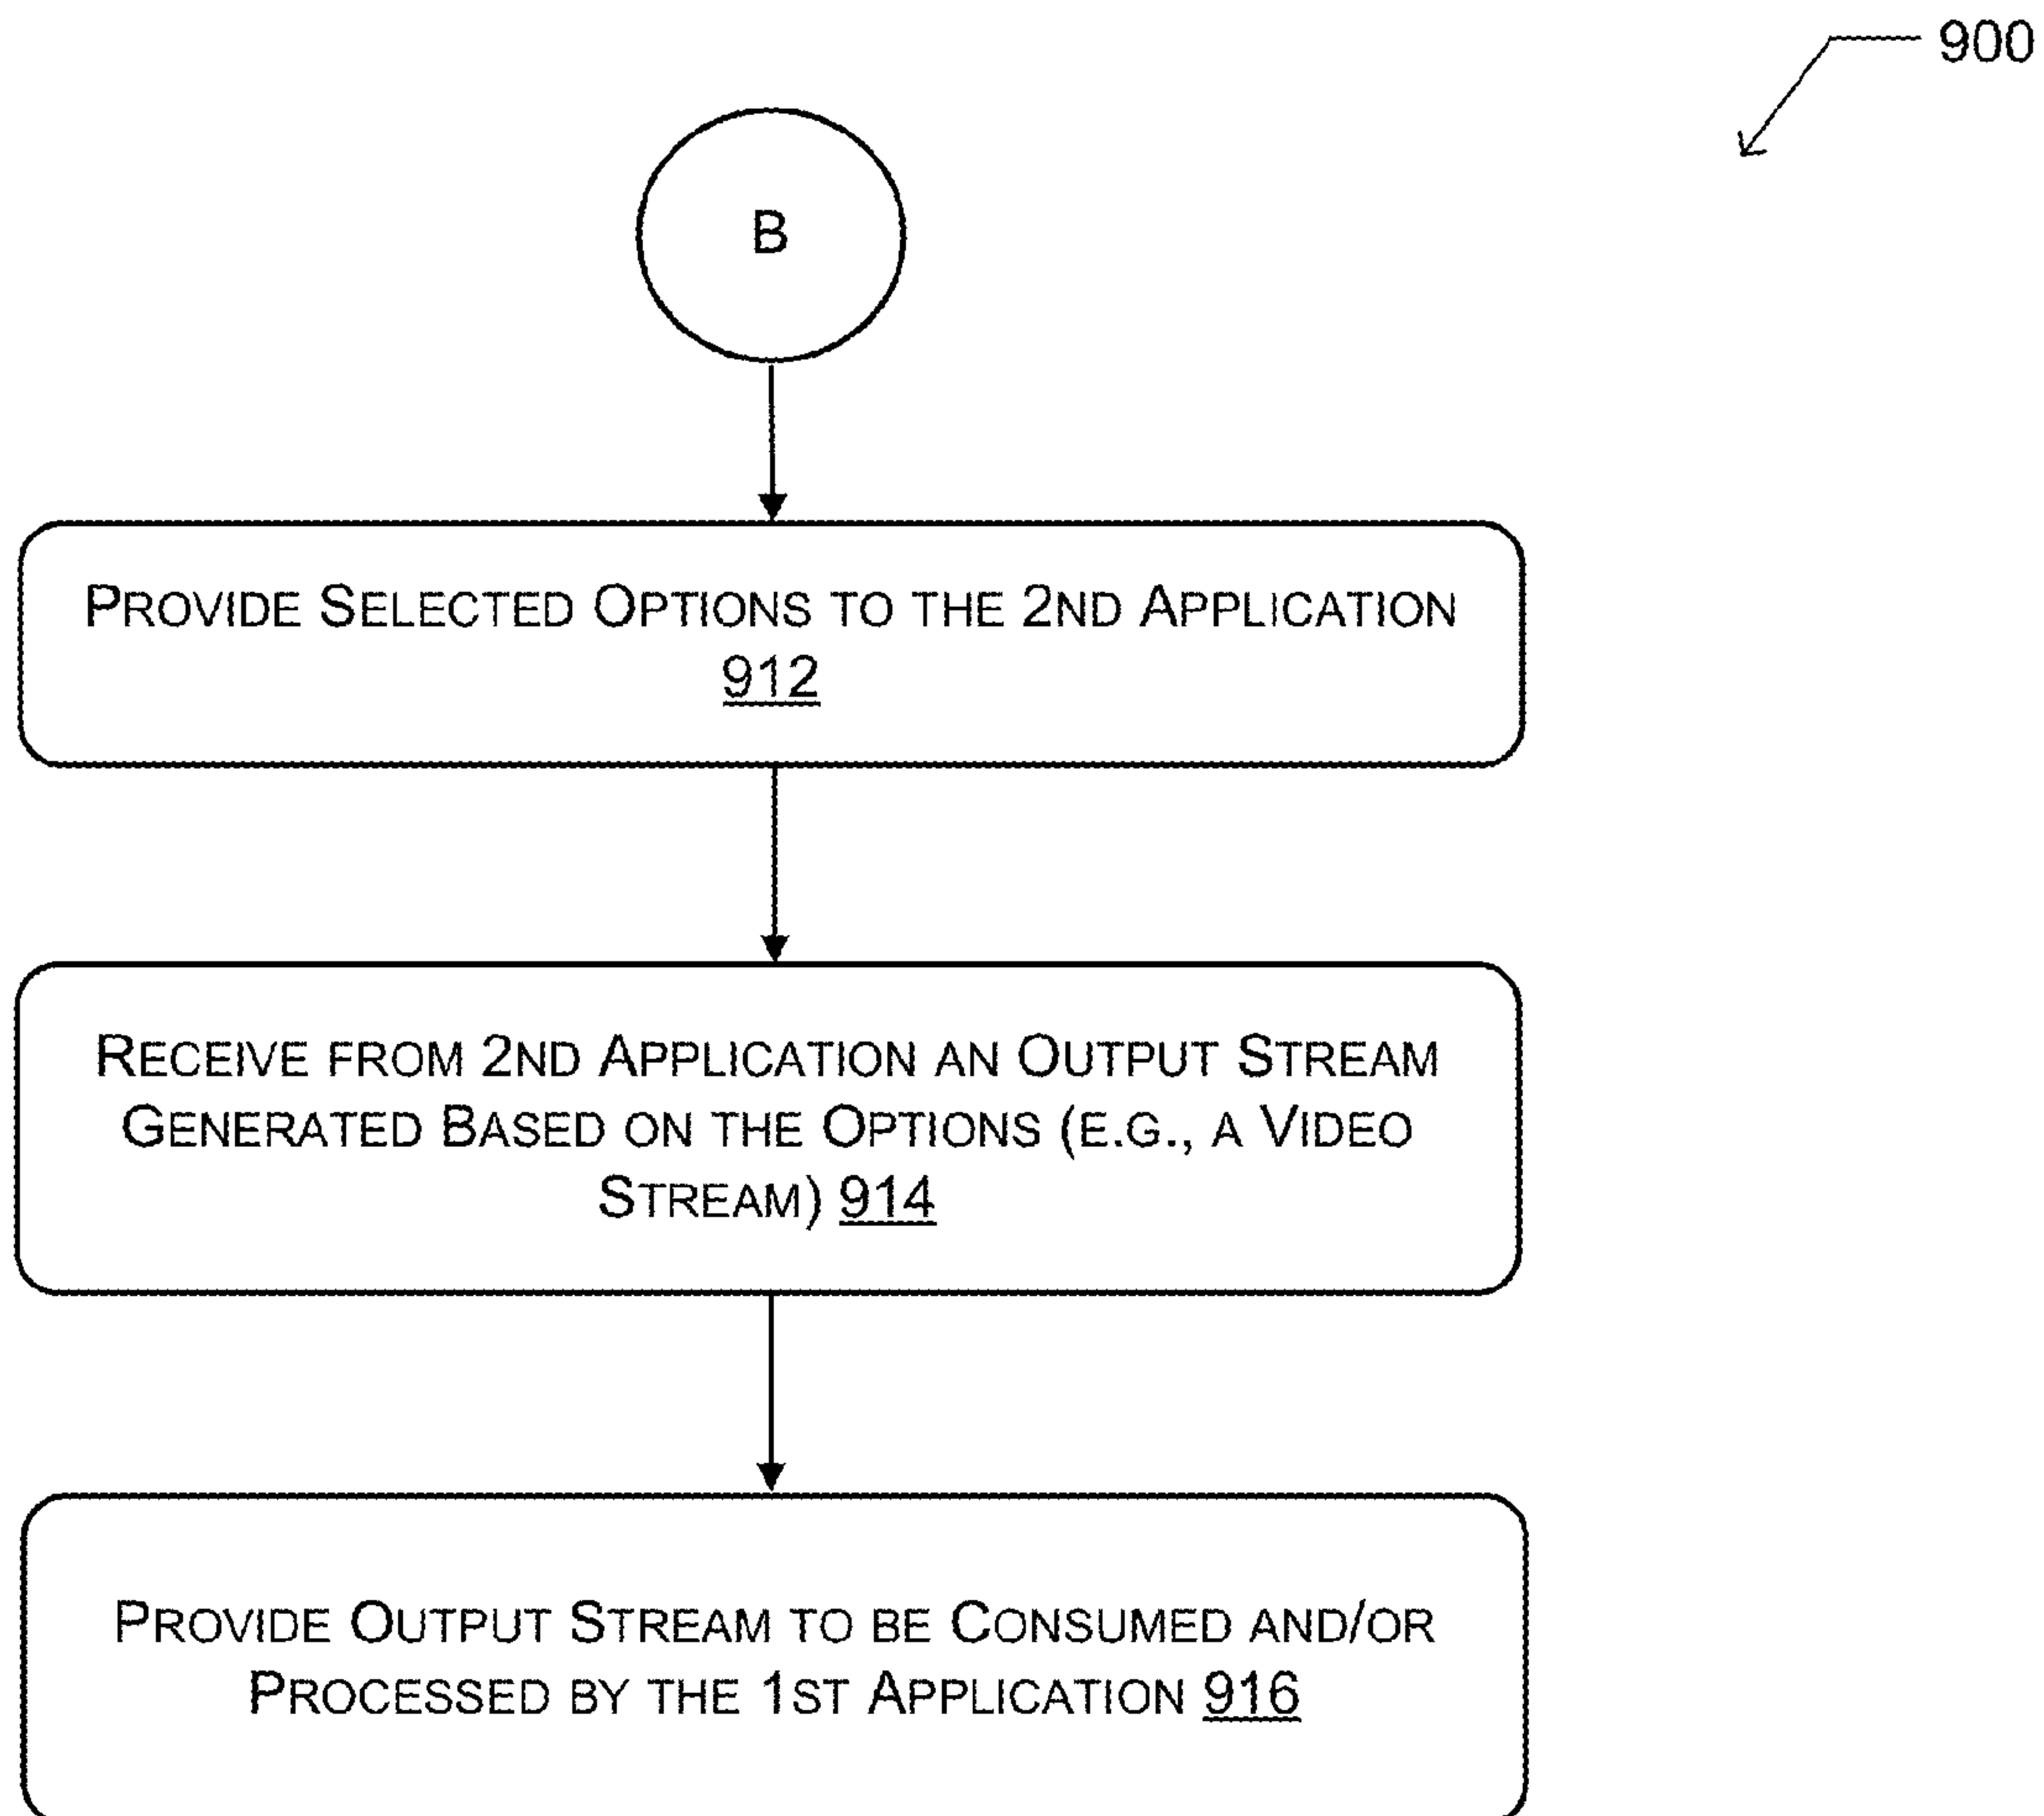 900
B
PROVIDE SELECTED OPTIONS TO THE 2ND APPLICATION
912
RECEIVE FROM 2ND APPLICATION AN OUTPUT STREAM
GENERATED BASED ON THE OPTIONS (E.G., A VIDEO
STREAM) 914
PROVIDE OUTPUT STREAM TO BE CONSUMED AND/OR
PROCESSED BY THE 1ST APPLICATION 916